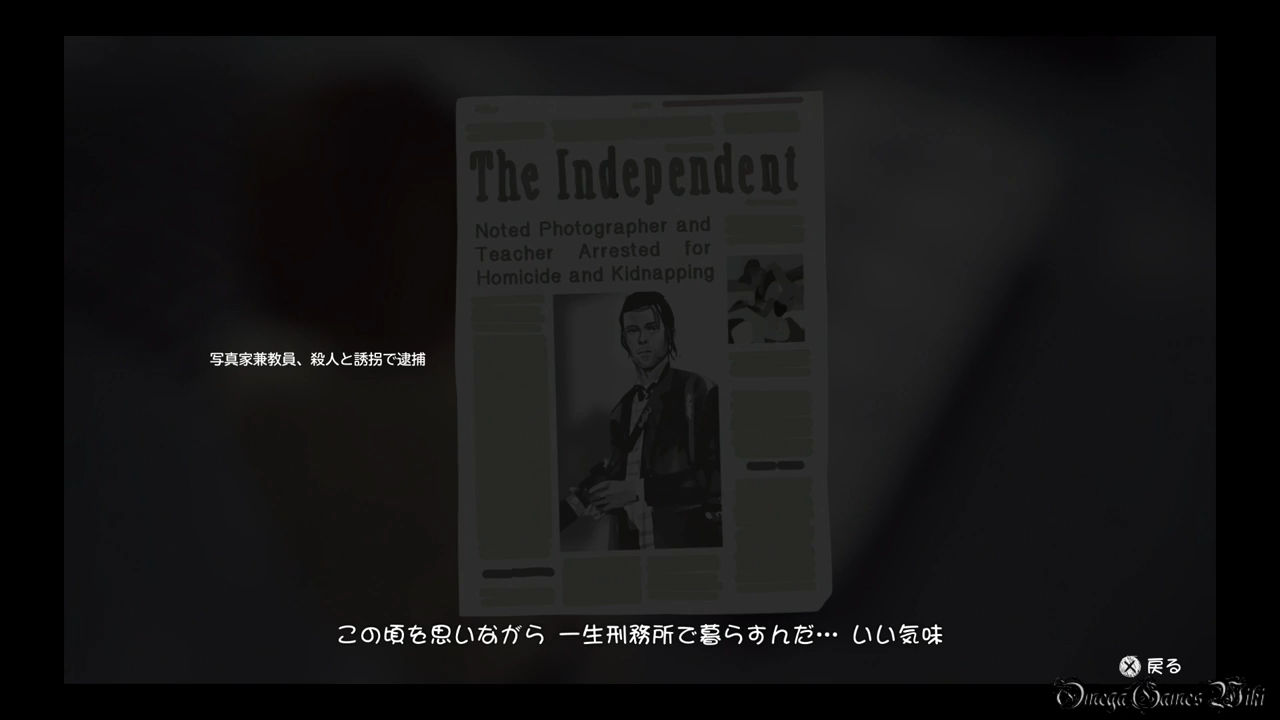 The Independent
Noted Photographer and
Teacher Arrested for
Homicide and Kidnapping
写真家兼教員、殺人と誘拐で逮捕
この頃を思いながら 一生刑務所で暮らすんだ… いい気味
戻る
Omega Games Wiki